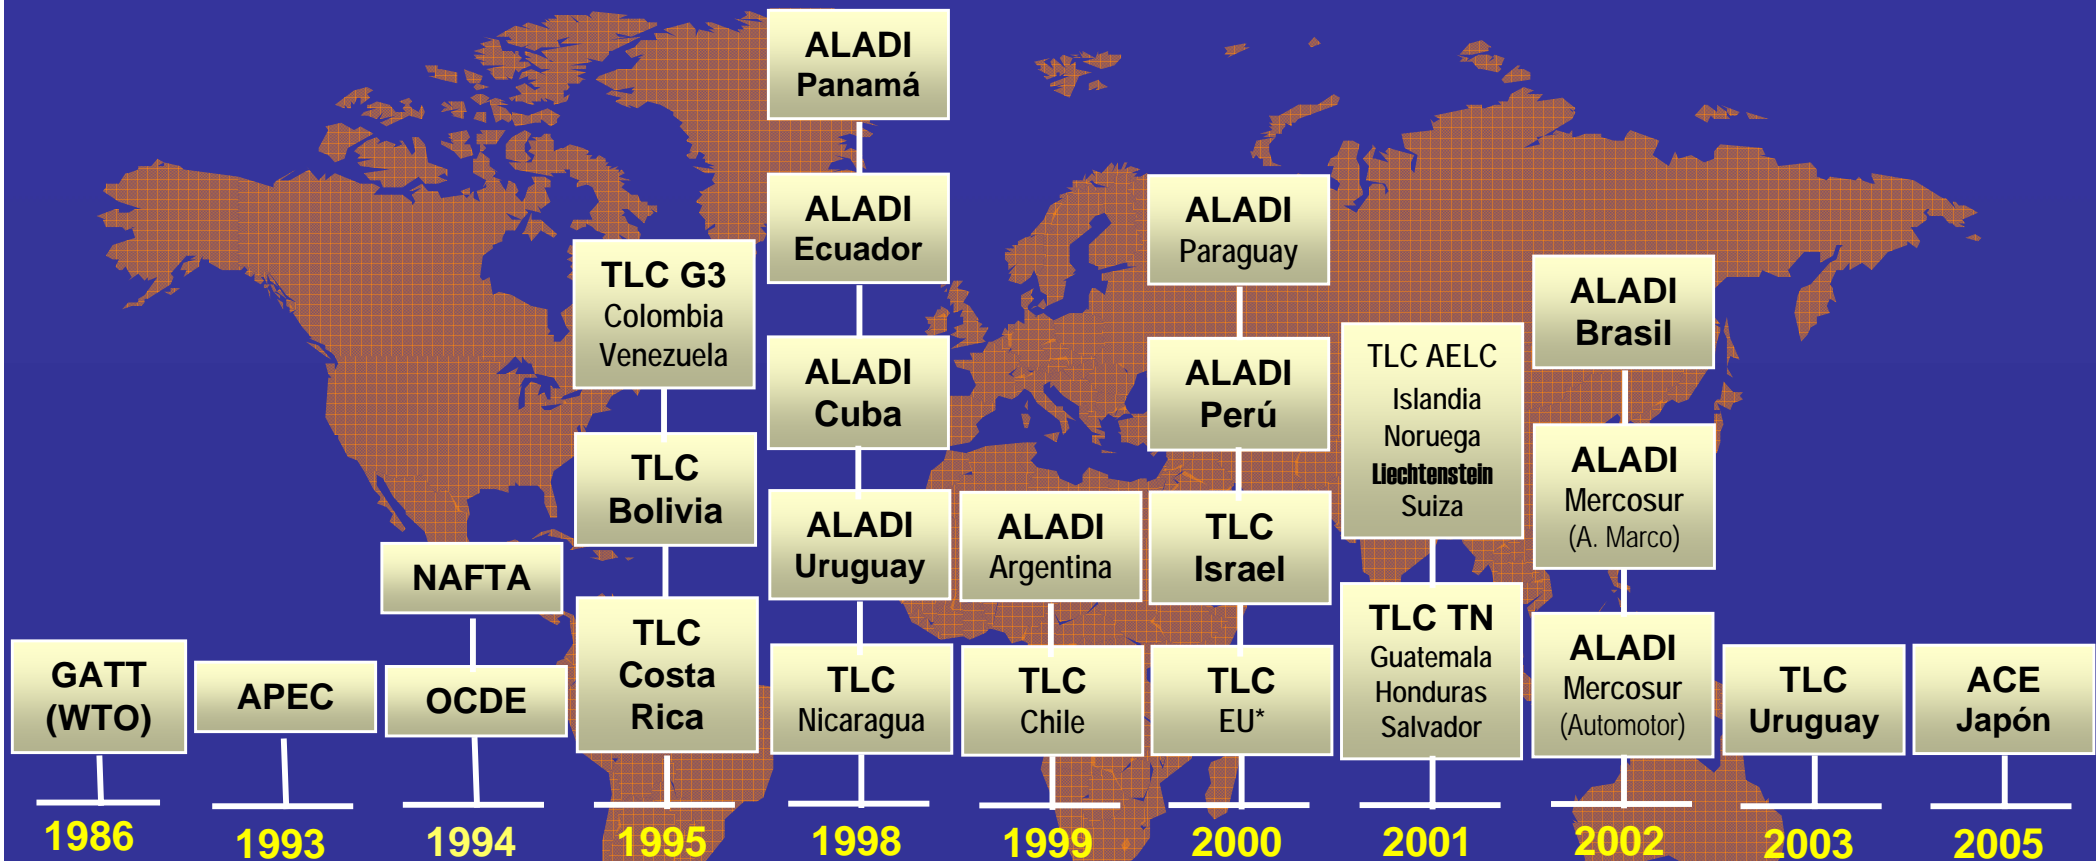 GATT
(WTO)
1986
APEC
1993
NAFTA
OCDE
1994
TLC G3
Colombia
Venezuela
TLC
Bolivia
TLC
Costa
Rica
1995
ALADI
Panamá
ALADI
Ecuador
ALADI
Cuba
ALADI
Uruguay
TLC
Nicaragua
1998
ALADI
Argentina
TLC
Chile
1999
ALADI
Paraguay
ALADI
Perú
TLC
Israel
TLC
EU*
2000
TLC AELC
Islandia
Noruega
Liechtenstein
Suiza
TLC TN
Guatemala
Honduras
Salvador
2001
ALADI
Brasil
ALADI
Mercosur
(A. Marco)
ALADI
Mercosur
(Automotor)
2002
TLC
Uruguay
2003
ACE
Japón
2005